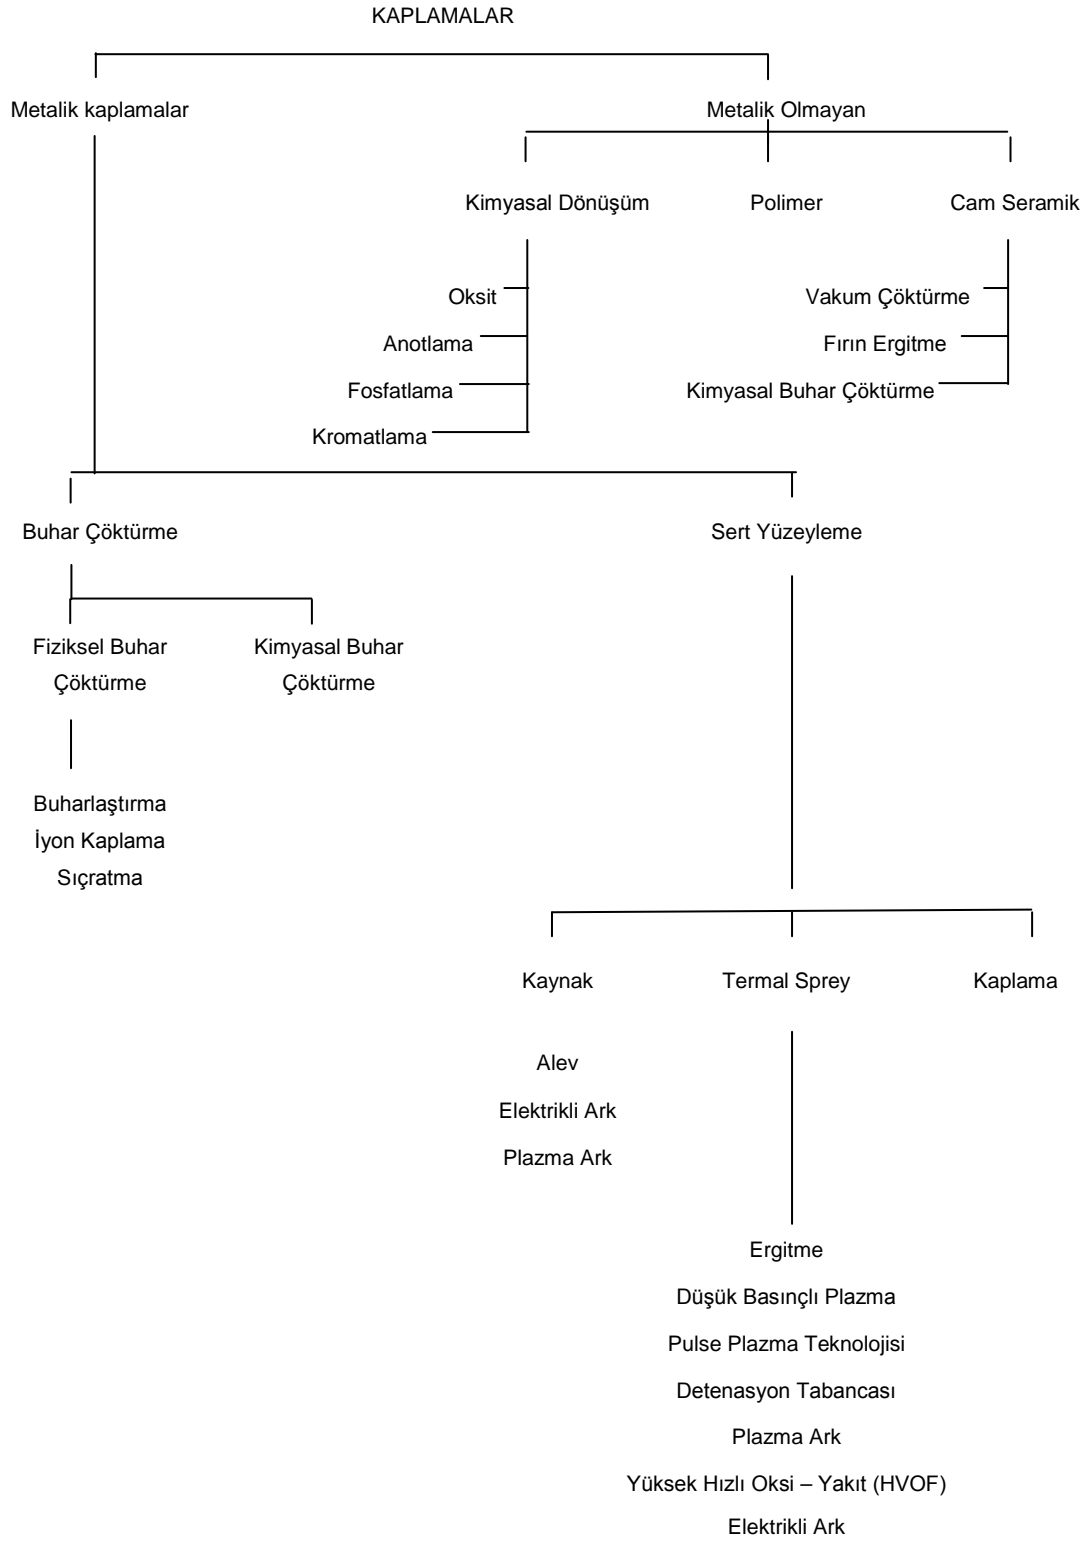 KAPLAMALAR
Metalik kaplamalar
Metalik Olmayan
Kimyasal Dönüşüm
Polimer
Cam Seramik
Oksit
Anotlama
Fosfatlama
Kromatlama
Vakum Çöktürme
Fırın Ergitme
Kimyasal Buhar Çöktürme
Buhar Çöktürme
Sert Yüzeyleme
Fiziksel Buhar
Çöktürme
Kimyasal Buhar
Çöktürme
Buharlaştırma
İyon Kaplama
Sıçratma
Kaynak
Termal Sprey
Kaplama
Alev
Elektrikli Ark
Plazma Ark
Ergitme
Düşük Basınçlı Plazma
Pulse Plazma Teknolojisi
Detenasyon Tabancası
Plazma Ark
Yüksek Hızlı Oksi – Yakıt (HVOF)
Elektrikli Ark